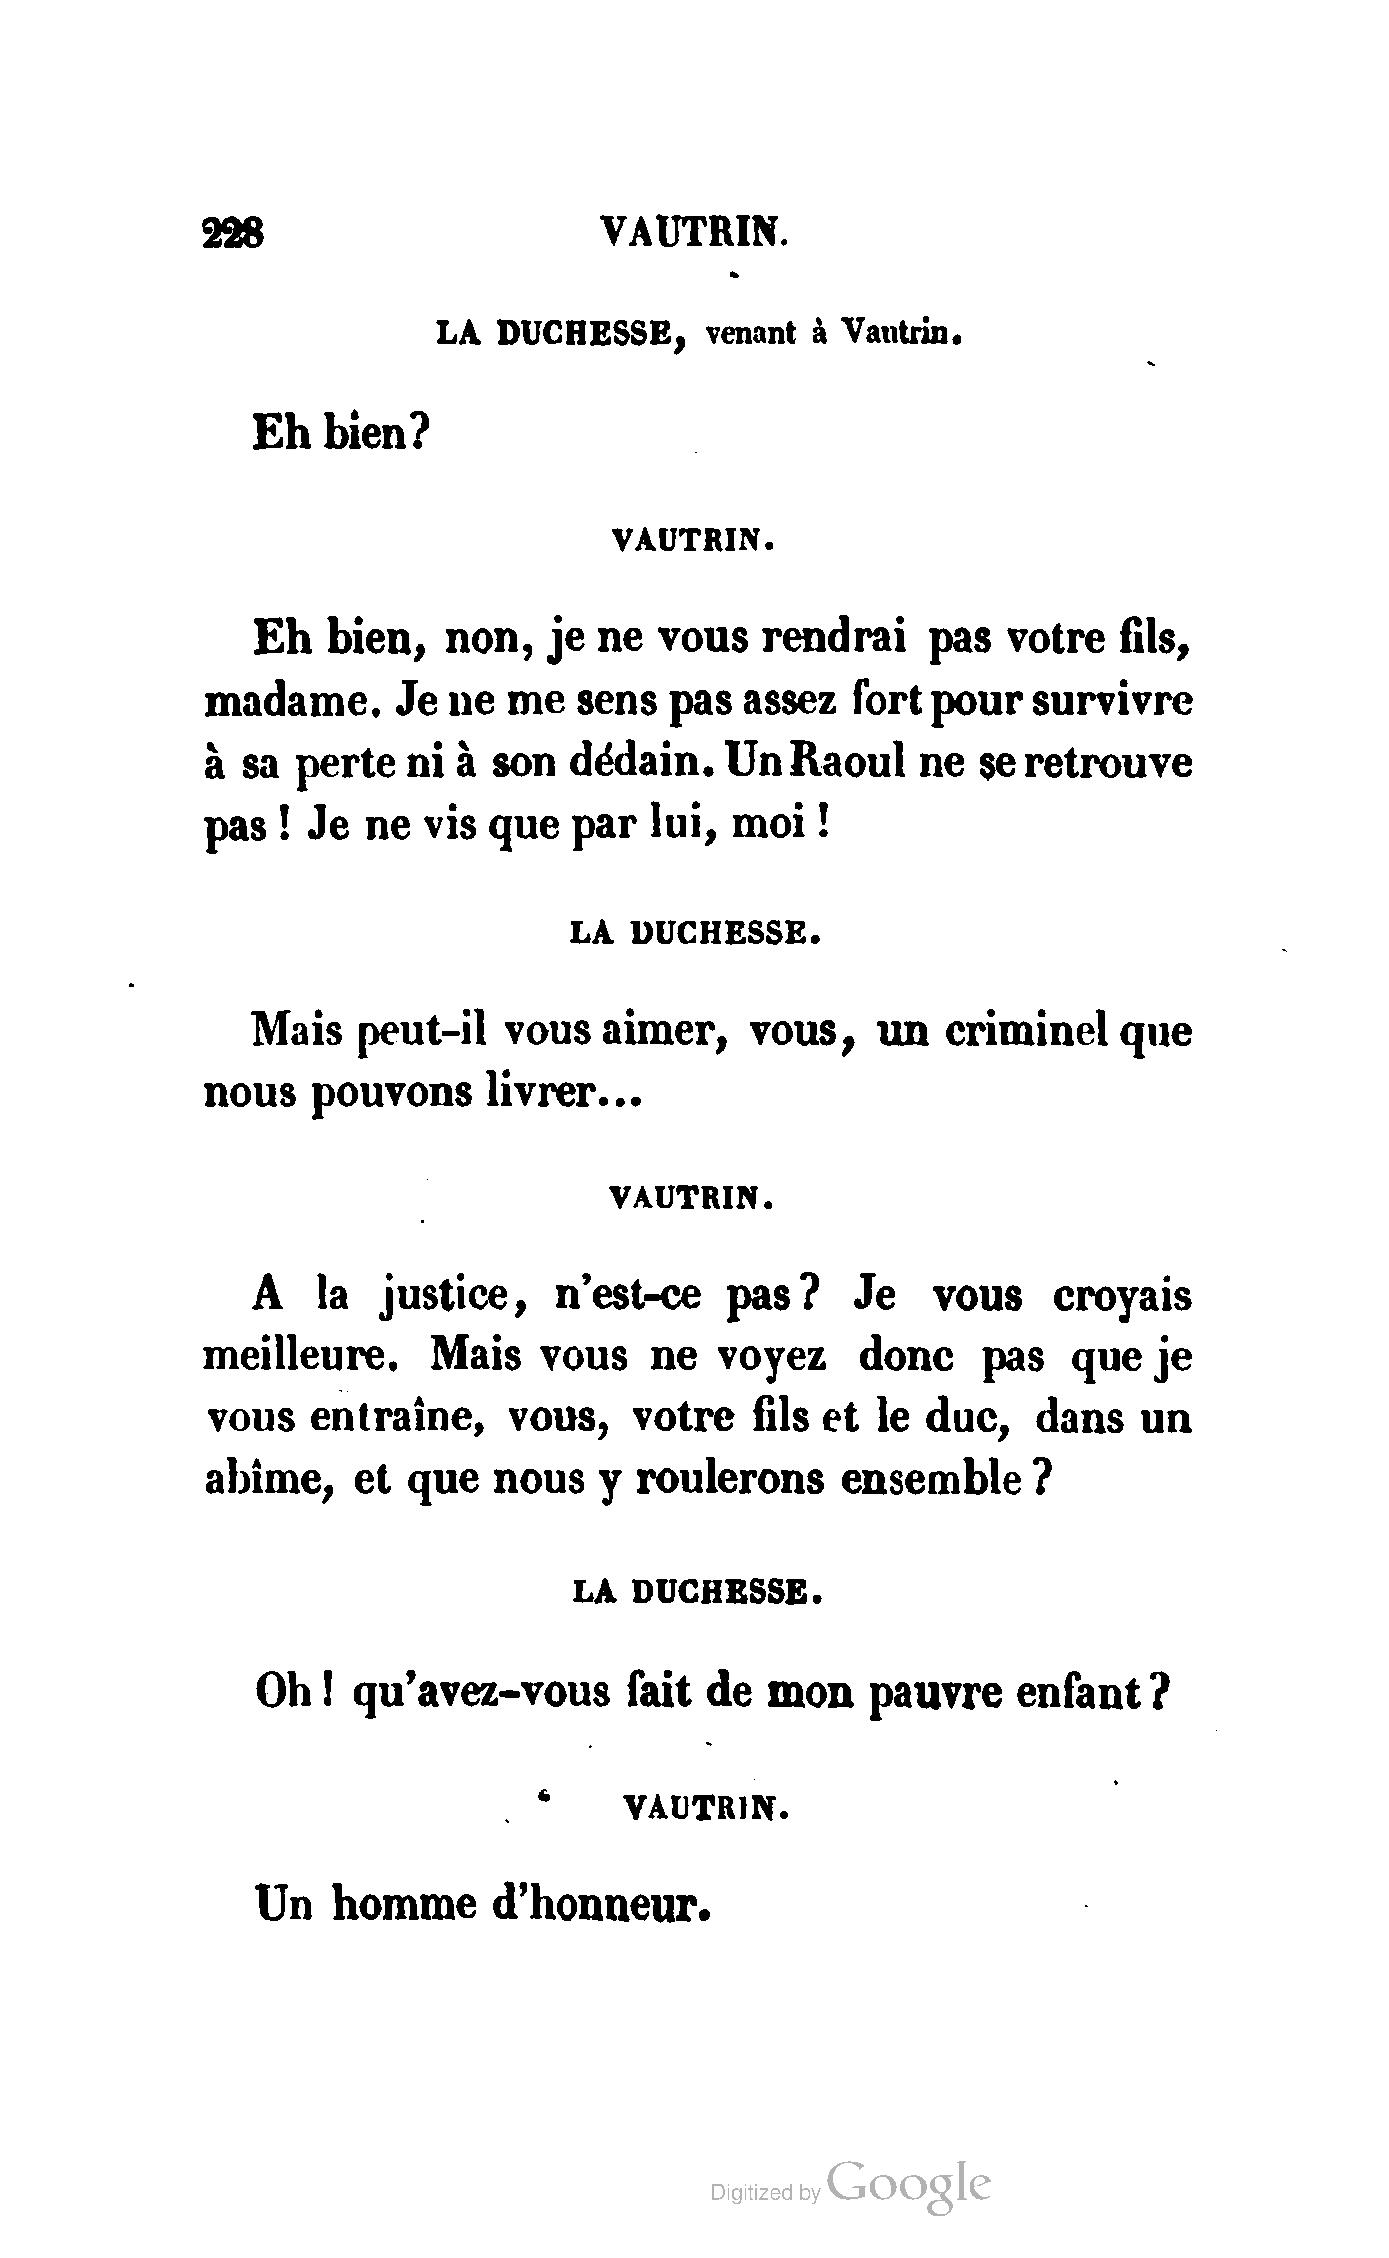 228 VAUTRIN.
LA DUCHESSE, venant à Vautrin.
Eh bien?
VAUTRIN.
Eh bien, non, je ne vous rendrai pas votre fils,
madame. Je ne me sens pas assez fort pour survivre
à sa perte ni à son dédain. Un Raoul ne se retrouve
pas ! Je ne vis que par lui, moi !
LA DUCHESSE.
Mais peut-il vous aimer, vous, un criminel que
nous pouvons livrer...
VAUTRIN.
A la justice, n'est-ce pas? Je vous croyais
meilleure. Mais vous ne voyez donc pas que je
vous entraîne, vous, votre fils et le duc, dans un
abîme, et que nous y roulerons ensemble ?
LA DUCHESSE.
Oh ! qu'avez-vous fait de mon pauvre enfant ?
VAUTRIN.
Un homme d'honneur.
Digitized by Google